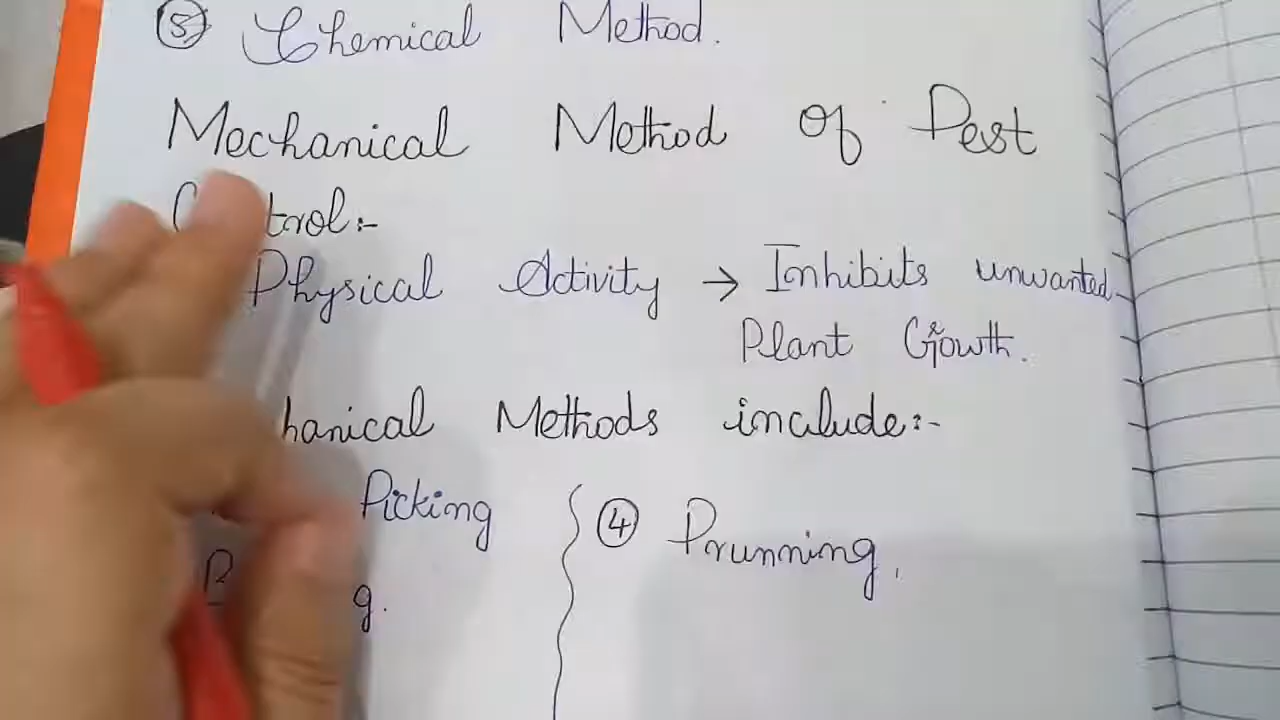 ⑤ Chemical Method.
Mechanical Method Of Pest
trol:-
Physical Activity → Inhibits unwanted
Plant Growth.
hanical Methods include:-
Picking
④ Prunning.
g.